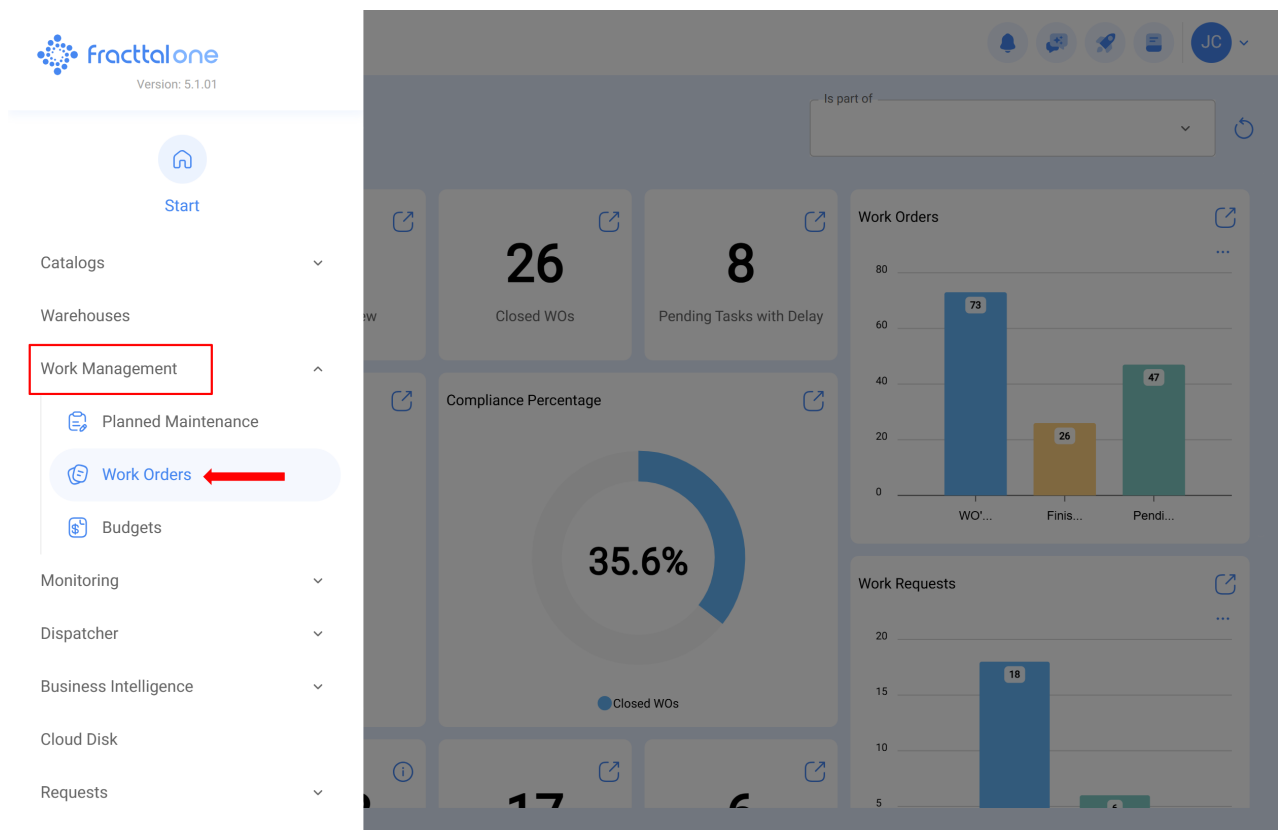 fracttal one
Version: 5.1.01
JC
Is part of
Start
Catalogs
Warehouses
Work Management
Planned Maintenance
Work Orders
Budgets
Monitoring
Dispatcher
Business Intelligence
Cloud Disk
Requests
26
Closed WOs
8
Pending Tasks with Delay
Work Orders
...
80
60
40
20
0
73
26
47
WO'...
Finis...
Pendi...
Compliance Percentage
35.6%
Closed WOs
Work Requests
...
20
15
10
5
18
6
17
6